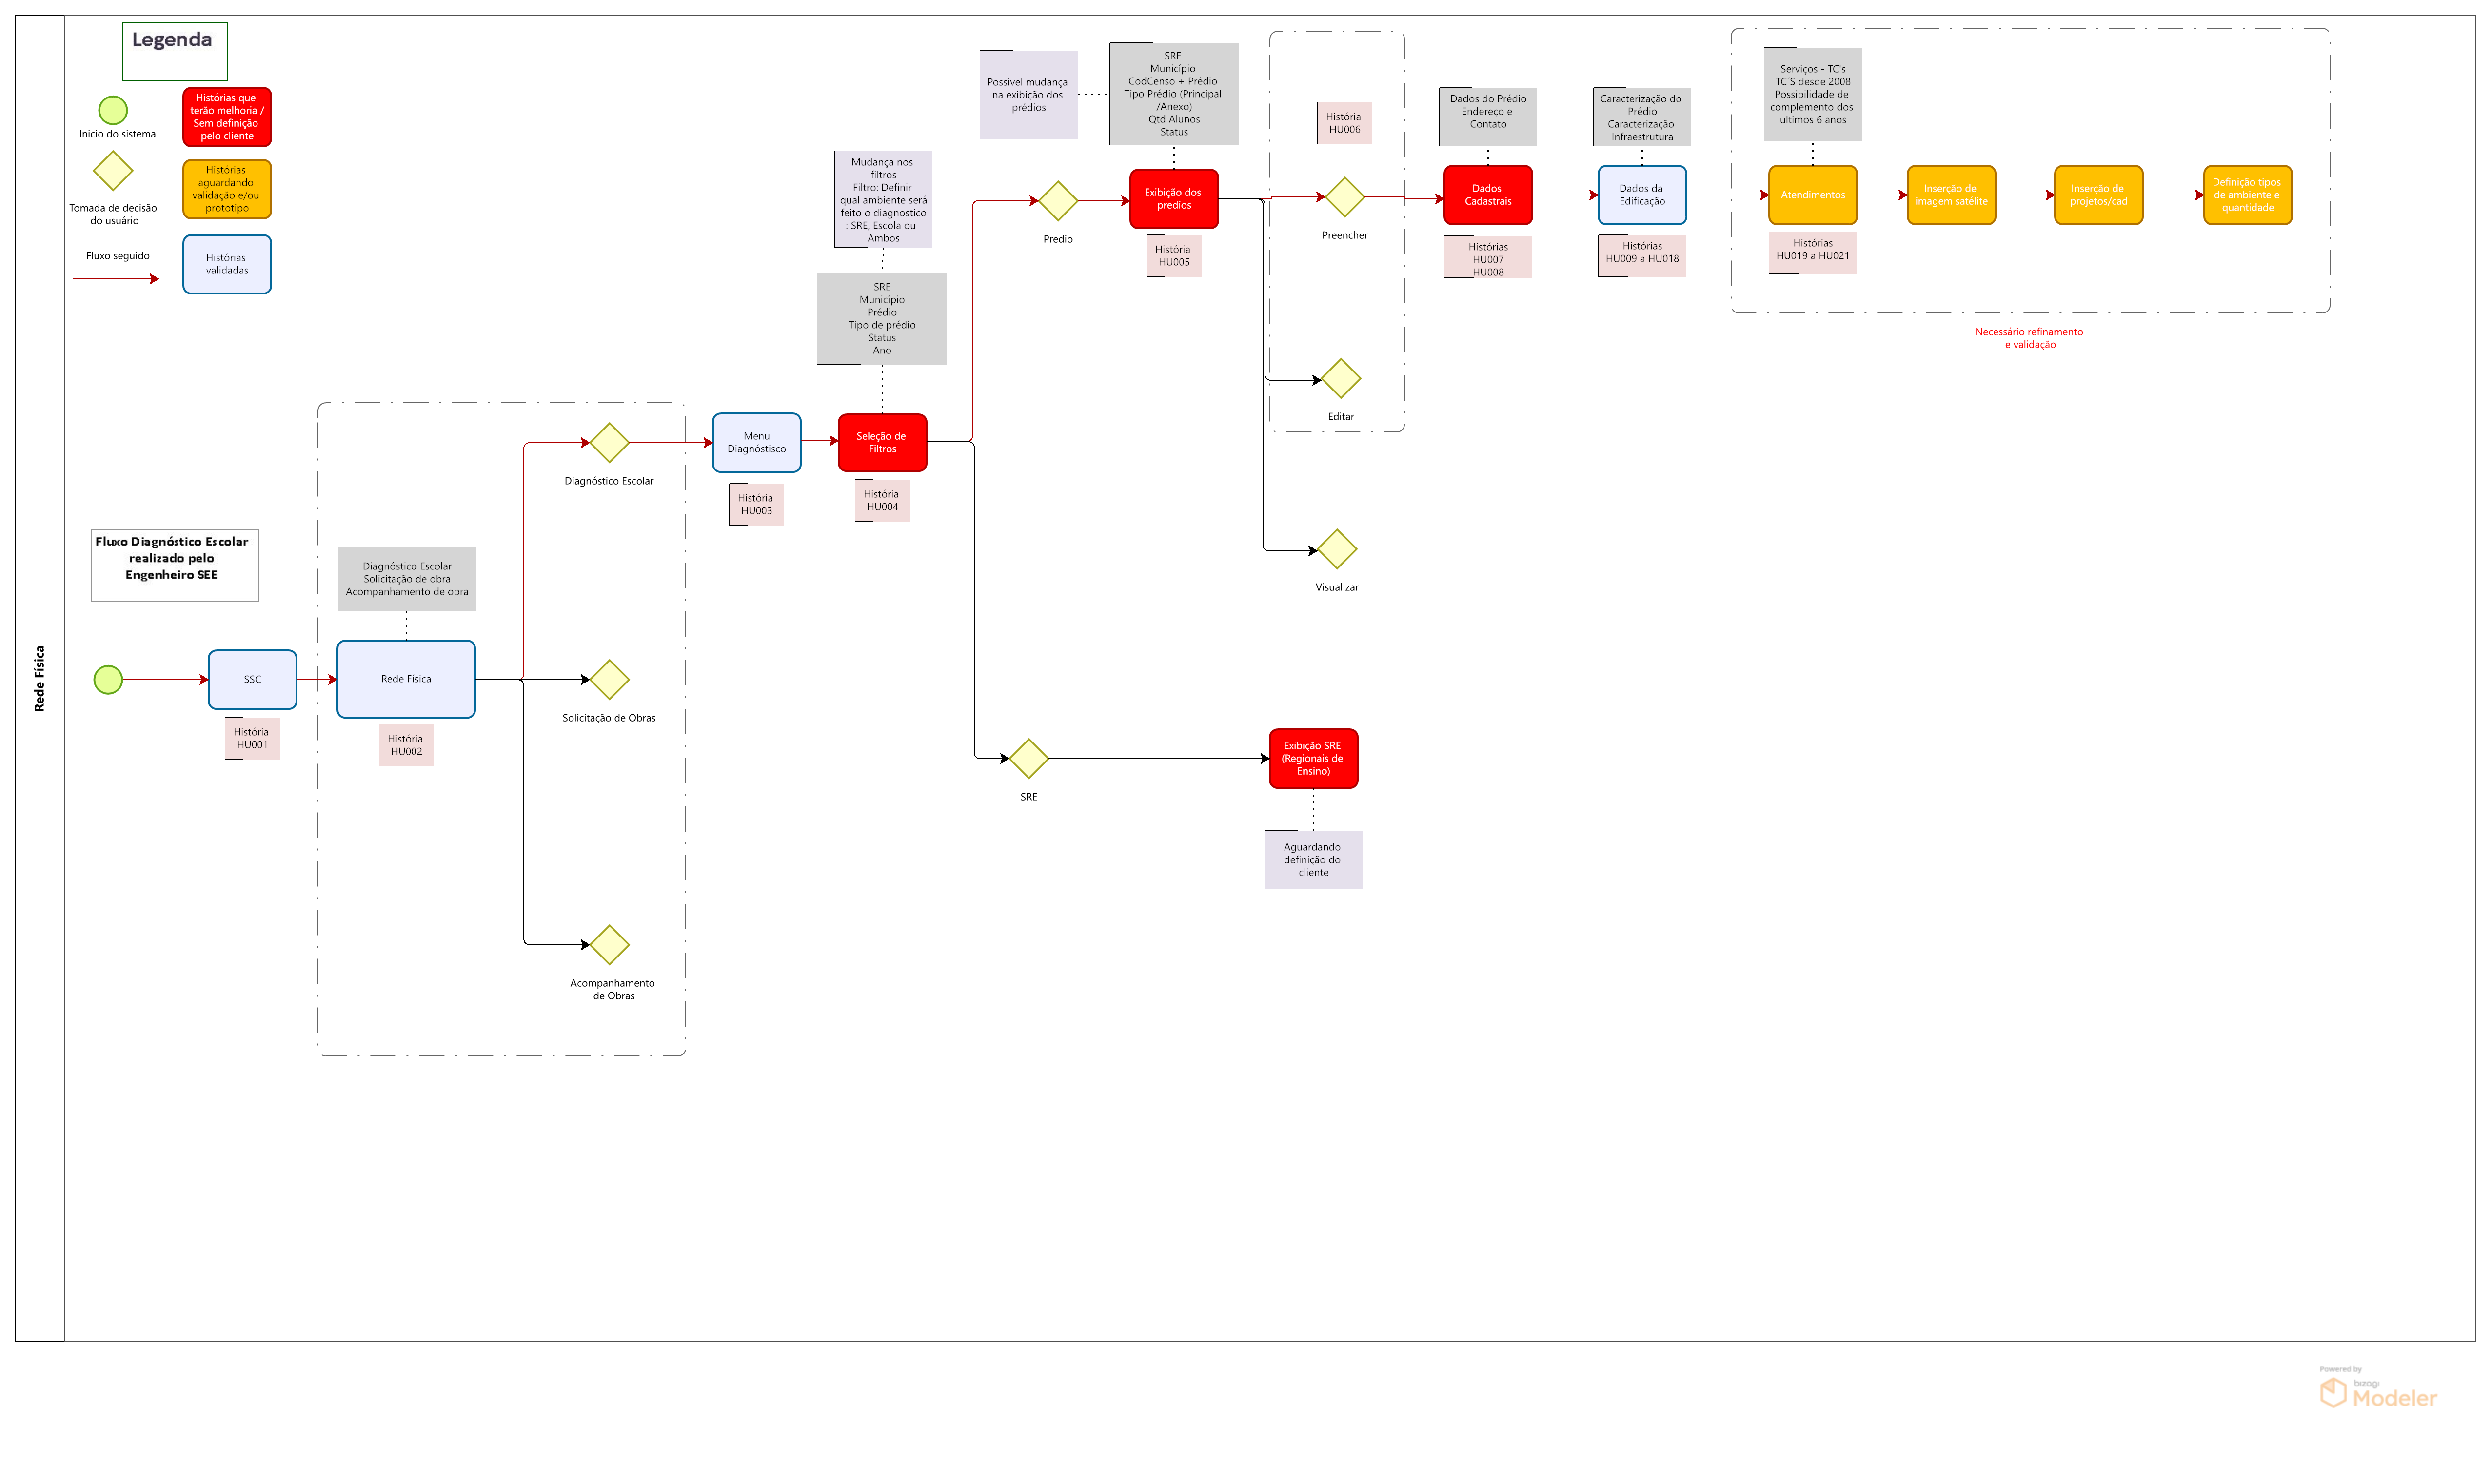 Rede Física
Legenda
Inicio do sistema
Tomada de decisão
do usuário
Fluxo seguido
Histórias que
terão melhoria /
Sem definição
pelo cliente
Histórias
aguardando
validação e/ou
prototipo
Histórias
validadas
Fluxo Diagnóstico Escolar
realizado pelo
Engenheiro SEE
SSC
História
HU001
Diagnóstico Escolar
Solicitação de obra
Acompanhamento de obra
Rede Física
História
HU002
Diagnóstico Escolar
Solicitação de Obras
Acompanhamento
de Obras
Menu
Diagnóstisco
História
HU003
Mudança nos
filtros
Filtro: Definir
qual ambiente será
feito o diagnostico
: SRE, Escola ou
Ambos
SRE
Município
Prédio
Tipo de prédio
Status
Ano
Seleção de
Filtros
História
HU004
Predio
SRE
Possível mudança
na exibição dos
prédios
SRE
Município
CodCenso + Prédio
Tipo Prédio (Principal
/Anexo)
Qtd Alunos
Status
Exibição dos
predios
História
HU005
História
HU006
Preencher
Editar
Visualizar
Exibição SRE
(Regionais de
Ensino)
Aguardando
definição do
cliente
Dados do Prédio
Endereço e
Contato
Dados
Cadastrais
Histórias
HU007
HU008
Caracterização do
Prédio
Caracterização
Infraestrutura
Dados da
Edificação
Histórias
HU009 a HU018
Serviços - TC's
TC´S desde 2008
Possibilidade de
complemento dos
ultimos 6 anos
Atendimentos
Histórias
HU019 a HU021
Inserção de
imagem satélite
Inserção de
projetos/cad
Definição tipos
de ambiente e
quantidade
Necessário refinamento
e validação
Powered by
bizagi
Modeler